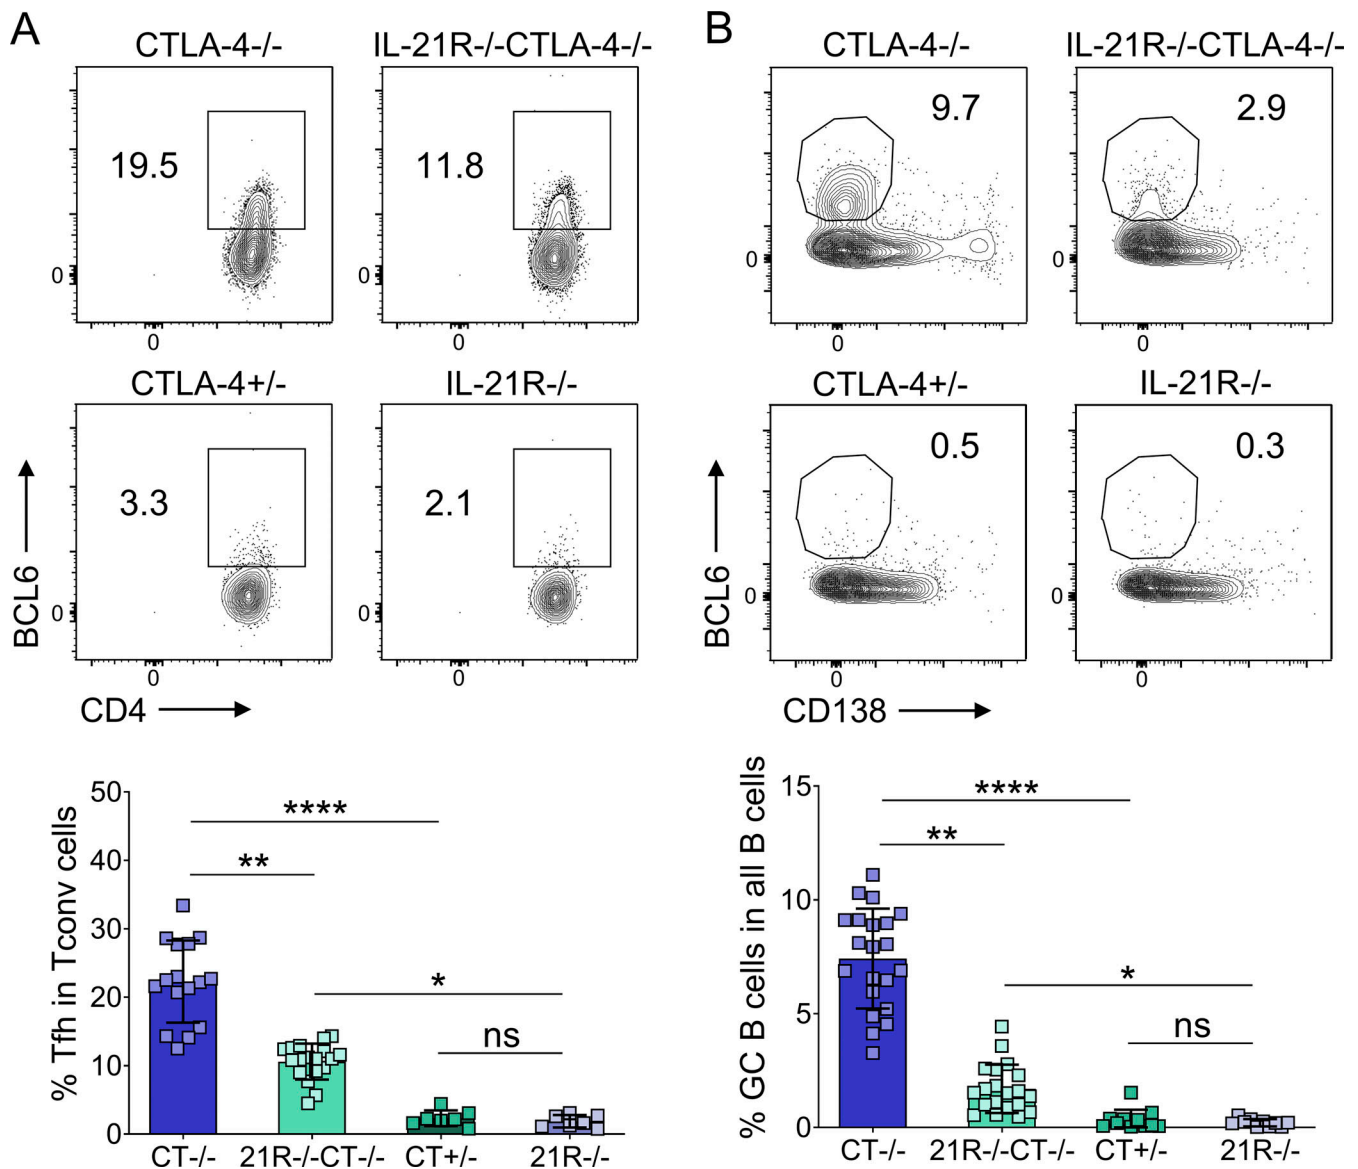 A
CTLA-4-/-
IL-21R-/-CTLA-4-/-
19.5
11.8
0
0
0
0
CTLA-4+/-
IL-21R-/-
3.3
2.1
0
0
0
0
BCL6
CD4
B
CTLA-4-/-
IL-21R-/-CTLA-4-/-
9.7
2.9
0
0
0
0
CTLA-4+/-
IL-21R-/-
0.5
0.3
0
0
0
0
BCL6
CD138
% Tfh in Tconv cells
50
40
30
20
10
0
****
**
*
ns
CT-/-
21R-/-CT-/-
CT+/-
21R-/-
% GC B cells in all B cells
15
10
5
0
****
**
*
ns
CT-/-
21R-/-CT-/-
CT+/-
21R-/-